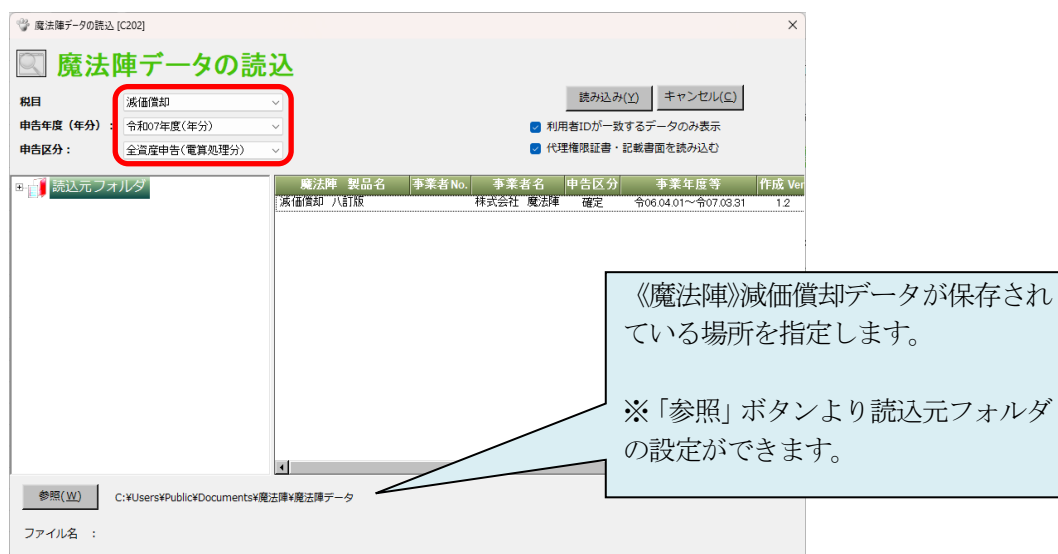 魔法陣データの読込 [C202]
魔法陣データの読込
税目 減価償却
読み込み(Y) キャンセル(C)
申告年度（年分）： 令和07年度(年分)
利用者IDが一致するデータのみ表示
申告区分： 全資産申告(電算処理分)
代理権限証書・記載書面を読み込む
読込元フォルダ
魔法陣 製品名 事業者No. 事業者名 申告区分 事業年度等 作成 Ver
減価償却 八訂版 株式会社 魔法陣 確定 令06.04.01～令07.03.31 1.2
《魔法陣》減価償却データが保存され
ている場所を指定します。
※「参照」ボタンより読込元フォルダ
の設定ができます。
参照(W) C:¥Users¥Public¥Documents¥魔法陣¥魔法陣データ
ファイル名 ：